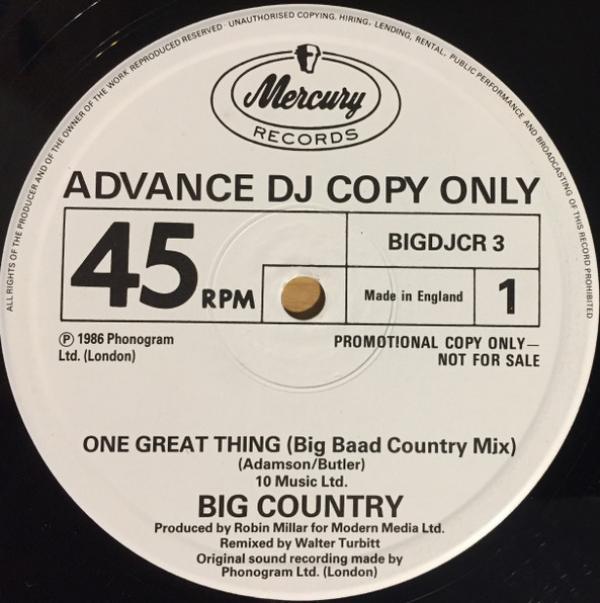 ALL RIGHTS OF THE PRODUCER AND OF THE OWNER OF THE WORK REPRODUCED RESERVED · UNAUTHORISED COPYING, HIRING, LENDING, RENTAL, PUBLIC PERFORMANCE AND BROADCASTING OF THIS RECORD PROHIBITED
Mercury
RECORDS
ADVANCE DJ COPY ONLY
45 RPM
BIGDJCR 3
Made in England
1
℗ 1986 Phonogram
Ltd. (London)
PROMOTIONAL COPY ONLY—
NOT FOR SALE
ONE GREAT THING (Big Baad Country Mix)
(Adamson/Butler)
10 Music Ltd.
BIG COUNTRY
Produced by Robin Millar for Modern Media Ltd.
Remixed by Walter Turbitt
Original sound recording made by
Phonogram Ltd. (London)